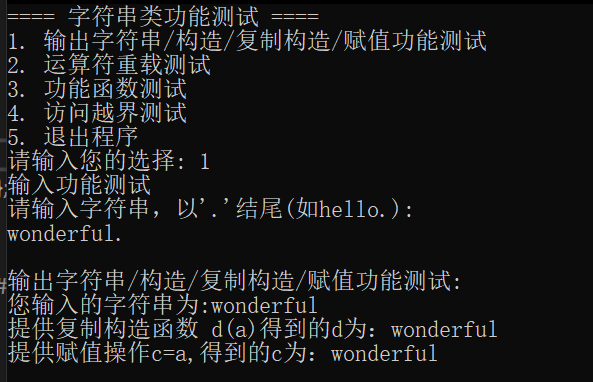 ==== 字符串类功能测试 ====
1. 输出字符串/构造/复制构造/赋值功能测试
2. 运算符重载测试
3. 功能函数测试
4. 访问越界测试
5. 退出程序
请输入您的选择: 1
输入功能测试
请输入字符串，以'.'结尾(如hello.):
wonderful.
输出字符串/构造/复制构造/赋值功能测试:
您输入的字符串为:wonderful
提供复制构造函数 d(a)得到的d为：wonderful
提供赋值操作c=a,得到的c为：wonderful